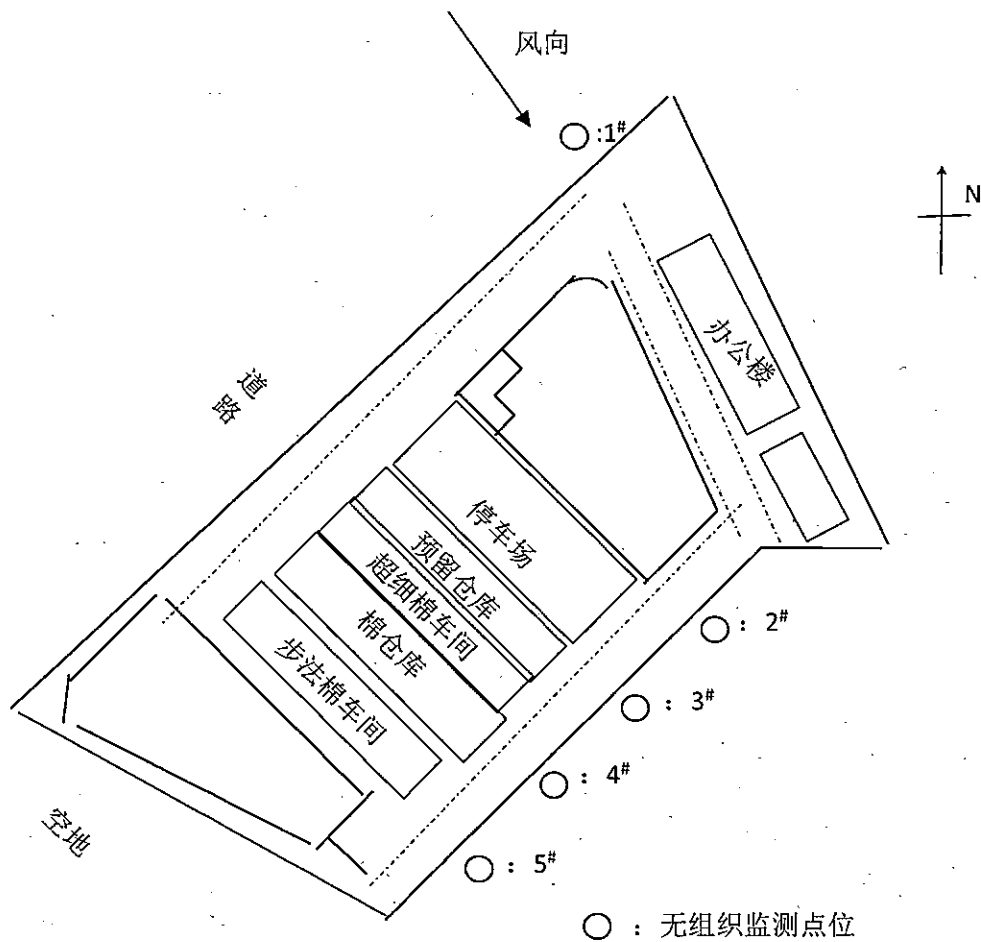 风向
:1#
N
办公楼
道路
停车场
预留仓库
超细棉车间
棉仓库
步法棉车间
：2#
：3#
：4#
：5#
空地
：无组织监测点位